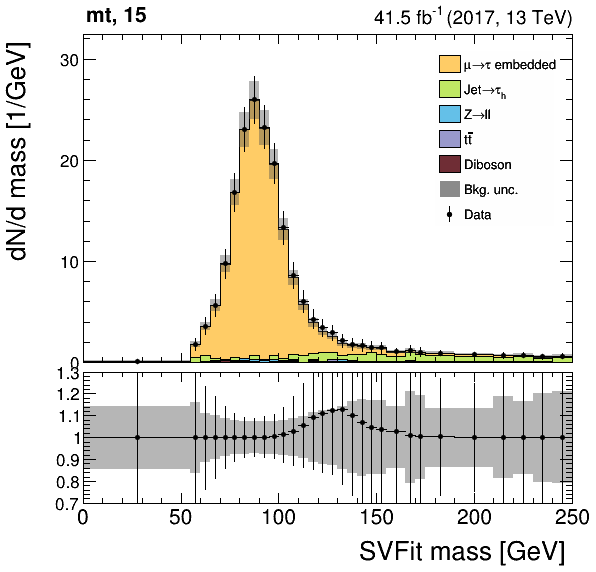 mt, 15
41.5 fb⁻¹ (2017, 13 TeV)
dN/d mass [1/GeV]
30
20
10
0
μ→τ embedded
Jet→τₕ
Z→ll
tt̄
Diboson
Bkg. unc.
Data
1.3
1.2
1.1
1
0.9
0.8
0.7
0 50 100 150 200 250
SVFit mass [GeV]